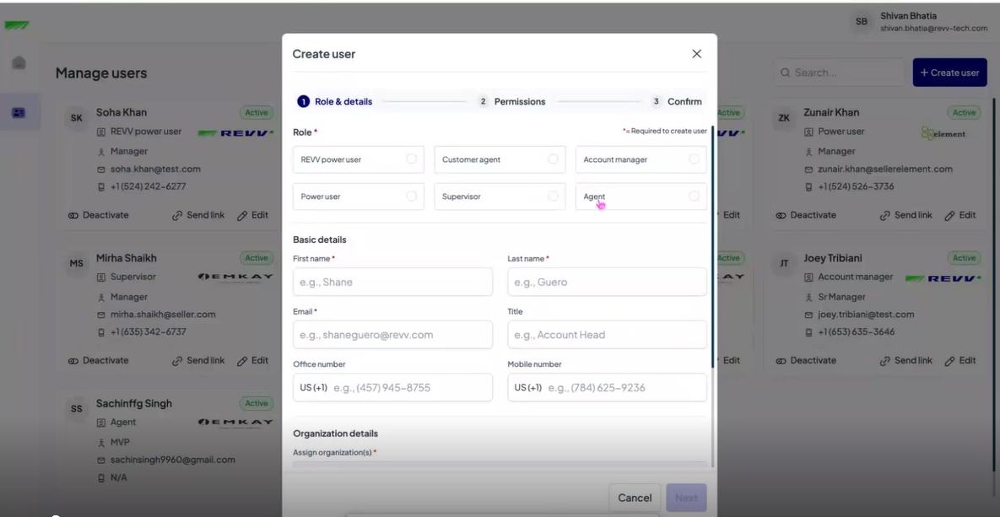 SB
Shivan Bhatia
shivan.bhatia@revv-tech.com
Manage users
Search...
+ Create user
SK
Soha Khan
Active
REVV power user
REVV
Manager
soha.khan@test.com
+1 (524) 242-6277
Deactivate
Send link
Edit
MS
Mirha Shaikh
Active
Supervisor
EMKAY
Manager
mirha.shaikh@seller.com
+1 (635) 342-6737
Deactivate
Send link
Edit
SS
Sachinffg Singh
Active
Agent
EMKAY
MVP
sachinsingh9960@gmail.com
N/A
Create user
1 Role & details
2 Permissions
3 Confirm
Role *
*= Required to create user
REVV power user
Customer agent
Account manager
Power user
Supervisor
Agent
Basic details
First name *
Last name *
e.g., Shane
e.g., Guero
Email *
Title
e.g., shaneguero@revv.com
e.g., Account Head
Office number
Mobile number
US (+1) e.g., (457) 945-8755
US (+1) e.g., (784) 625-9236
Organization details
Assign organization(s) *
Cancel
Next
Active
Edit
Active
Edit
ZK
Zunair Khan
Active
Power user
element
Manager
zunair.khan@sellerelement.com
+1 (524) 526-3736
Deactivate
Send link
Edit
JT
Joey Tribiani
Active
Account manager
REVV
Sr Manager
joey.tribiani@test.com
+1 (653) 635-3646
Deactivate
Send link
Edit